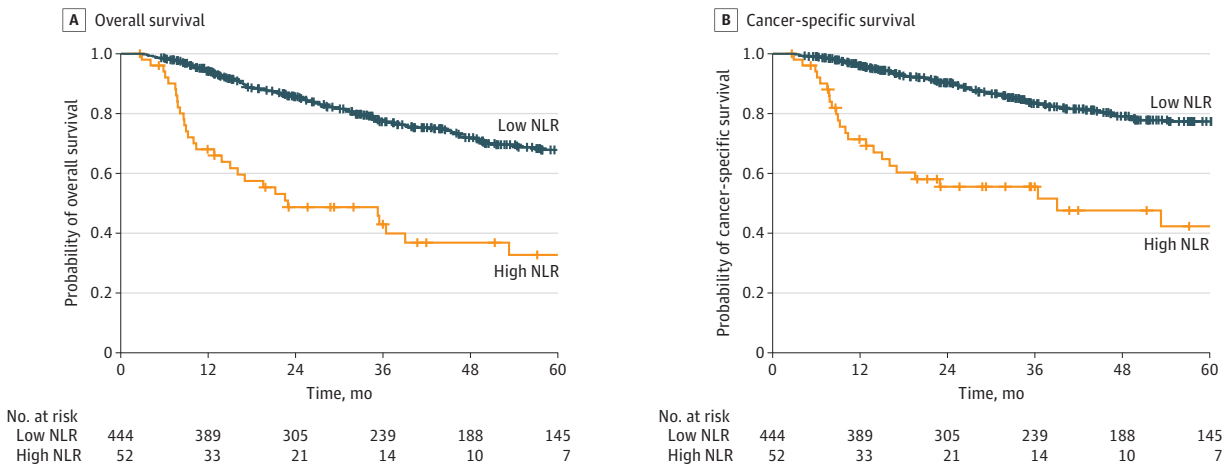 A Overall survival
Probability of overall survival
1.0
0.8
0.6
0.4
0.2
0
Low NLR
High NLR
0 12 24 36 48 60
Time, mo
No. at risk
Low NLR 444 389 305 239 188 145
High NLR 52 33 21 14 10 7
B Cancer-specific survival
Probability of cancer-specific survival
1.0
0.8
0.6
0.4
0.2
0
Low NLR
High NLR
0 12 24 36 48 60
Time, mo
No. at risk
Low NLR 444 389 305 239 188 145
High NLR 52 33 21 14 10 7